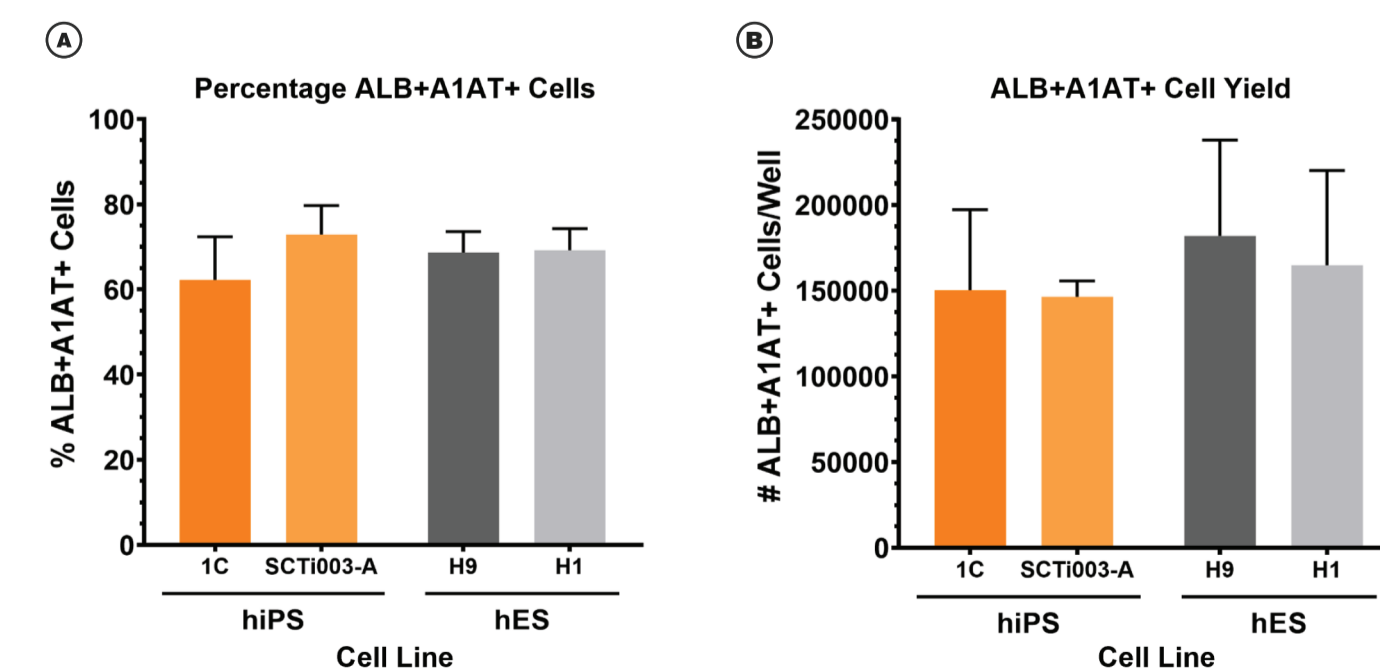 A
Percentage ALB+A1AT+ Cells
% ALB+A1AT+ Cells
100
80
60
40
20
0
1C SCTi003-A H9 H1
hiPS hES
Cell Line
B
ALB+A1AT+ Cell Yield
# ALB+A1AT+ Cells/Well
250000
200000
150000
100000
50000
0
1C SCTi003-A H9 H1
hiPS hES
Cell Line